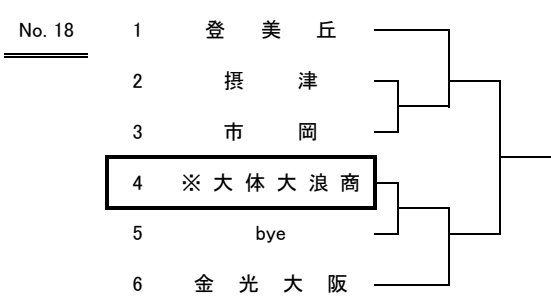 No. 18 1 登 美 丘
2 摂 津
3 市 岡
4 ※ 大 体 大 浪 商
5 bye
6 金 光 大 阪